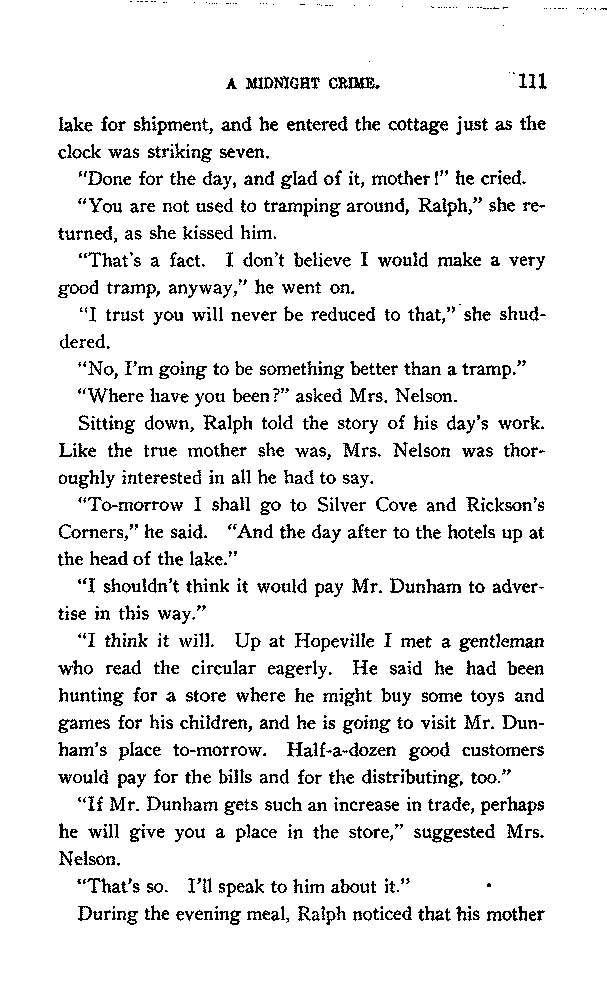 A MIDNIGHT CRIME. 111
lake for shipment, and he entered the cottage just as the
clock was striking seven.
"Done for the day, and glad of it, mother!" he cried.
"You are not used to tramping around, Ralph," she re-
turned, as she kissed him.
"That's a fact. I don't believe I would make a very
good tramp, anyway," he went on.
"I trust you will never be reduced to that," she shud-
dered.
"No, I'm going to be something better than a tramp."
"Where have you been?" asked Mrs. Nelson.
Sitting down, Ralph told the story of his day's work.
Like the true mother she was, Mrs. Nelson was thor-
oughly interested in all he had to say.
"To-morrow I shall go to Silver Cove and Rickson's
Corners," he said. "And the day after to the hotels up at
the head of the lake."
"I shouldn't think it would pay Mr. Dunham to adver-
tise in this way."
"I think it will. Up at Hopeville I met a gentleman
who read the circular eagerly. He said he had been
hunting for a store where he might buy some toys and
games for his children, and he is going to visit Mr. Dun-
ham's place to-morrow. Half-a-dozen good customers
would pay for the bills and for the distributing, too."
"If Mr. Dunham gets such an increase in trade, perhaps
he will give you a place in the store," suggested Mrs.
Nelson.
"That's so. I'll speak to him about it."
During the evening meal, Ralph noticed that his mother